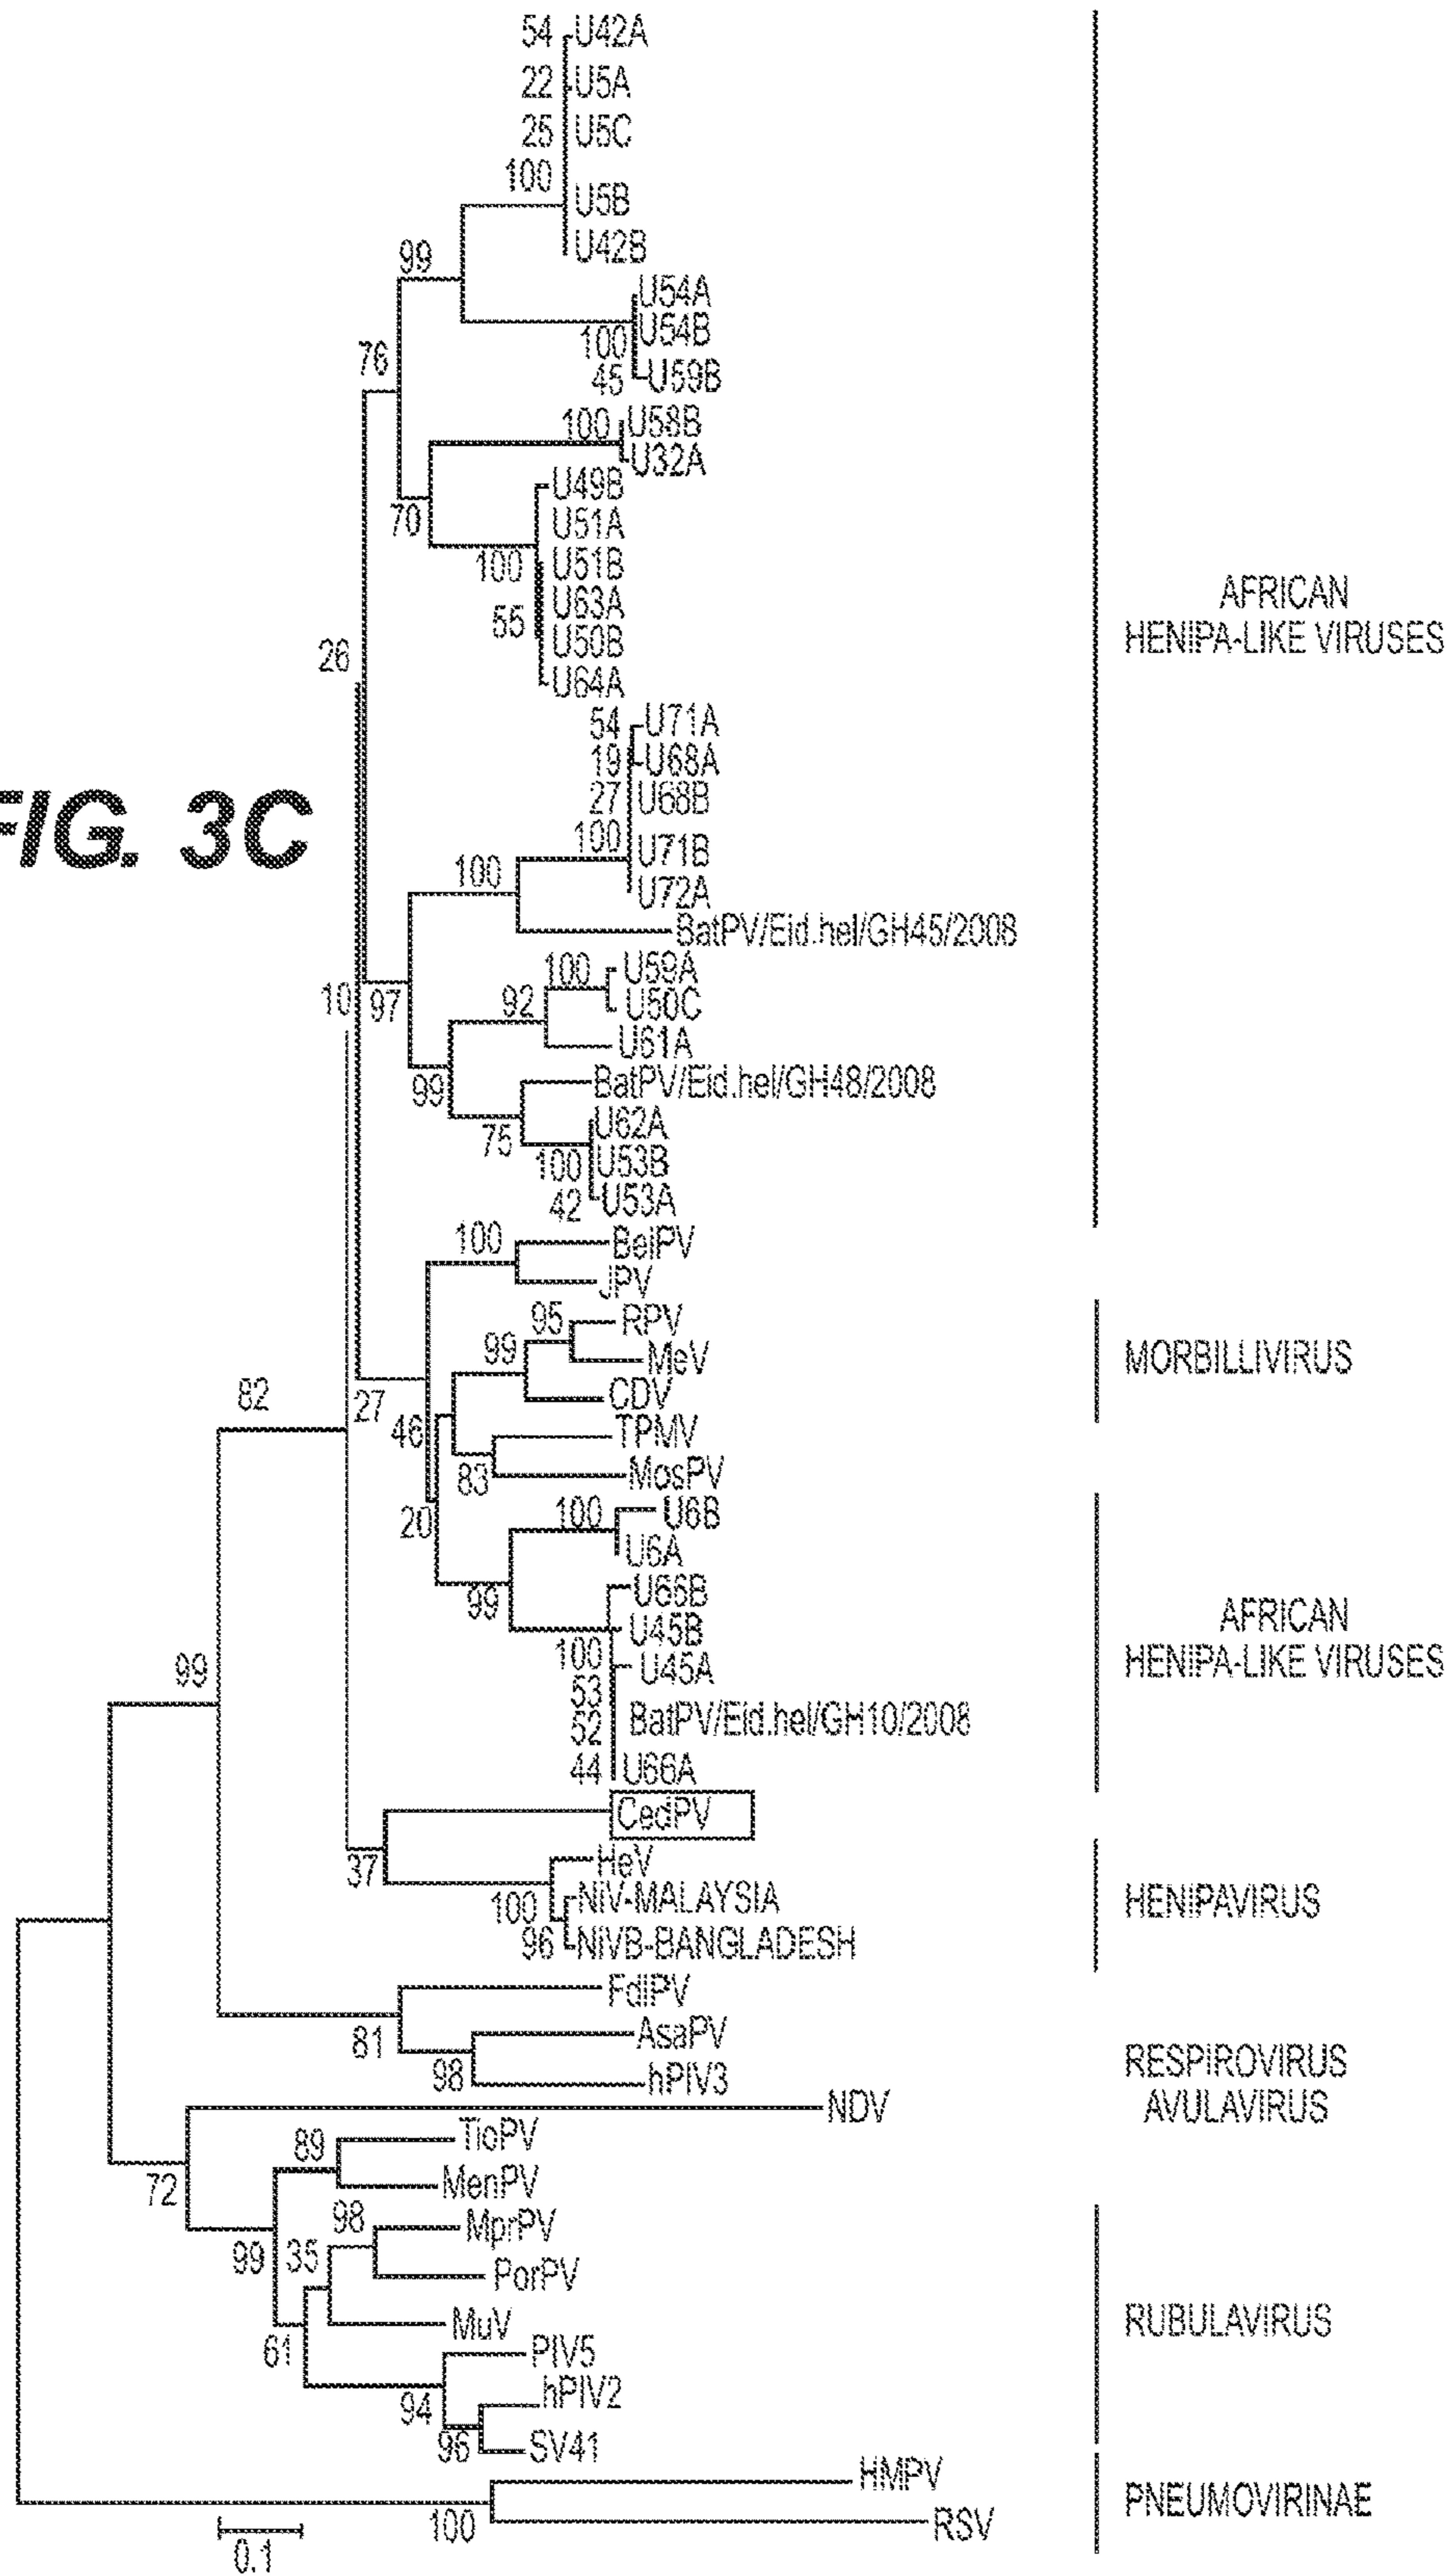 54 U42A
22 U5A
25 U5C
100
U5B
U42B
99
U54A
100 U54B
45 U59B
76
100 U58B
U32A
U49B
70
U51A
100 U51B
U63A
55
U50B
U64A
26
54 U71A
19 U68A
27 U68B
FIG. 3C
100 U71B
100
U72A
BatPV/Eid.hel/GH45/2008
100 U59A
10 97 92 U50C
U61A
BatPV/Eid.hel/GH48/2008
99
U62A
75
100 U53B
42 U53A
AFRICAN
HENIPA-LIKE VIRUSES
100 BeiPV
JPV
95 RPV
99 MeV
CDV
MORBILLIVIRUS
82 27
46 TPMV
83 MosPV
20 100 U6B
U6A
99 U66B
U45B
100
U45A
53
BatPV/Eid.hel/GH10/2008
52
44 U66A
AFRICAN
HENIPA-LIKE VIRUSES
99
CedPV
37 HeV
100 NiV-MALAYSIA
96 NiVB-BANGLADESH
HENIPAVIRUS
FdlPV
81 AsaPV
98 hPIV3
RESPIROVIRUS
NDV
AVULAVIRUS
89 TioPV
72 MenPV
98 MprPV
99 35
PorPV
MuV
61 PIV5
94 hPIV2
96 SV41
RUBULAVIRUS
HMPV
100 RSV
PNEUMOVIRINAE
0.1